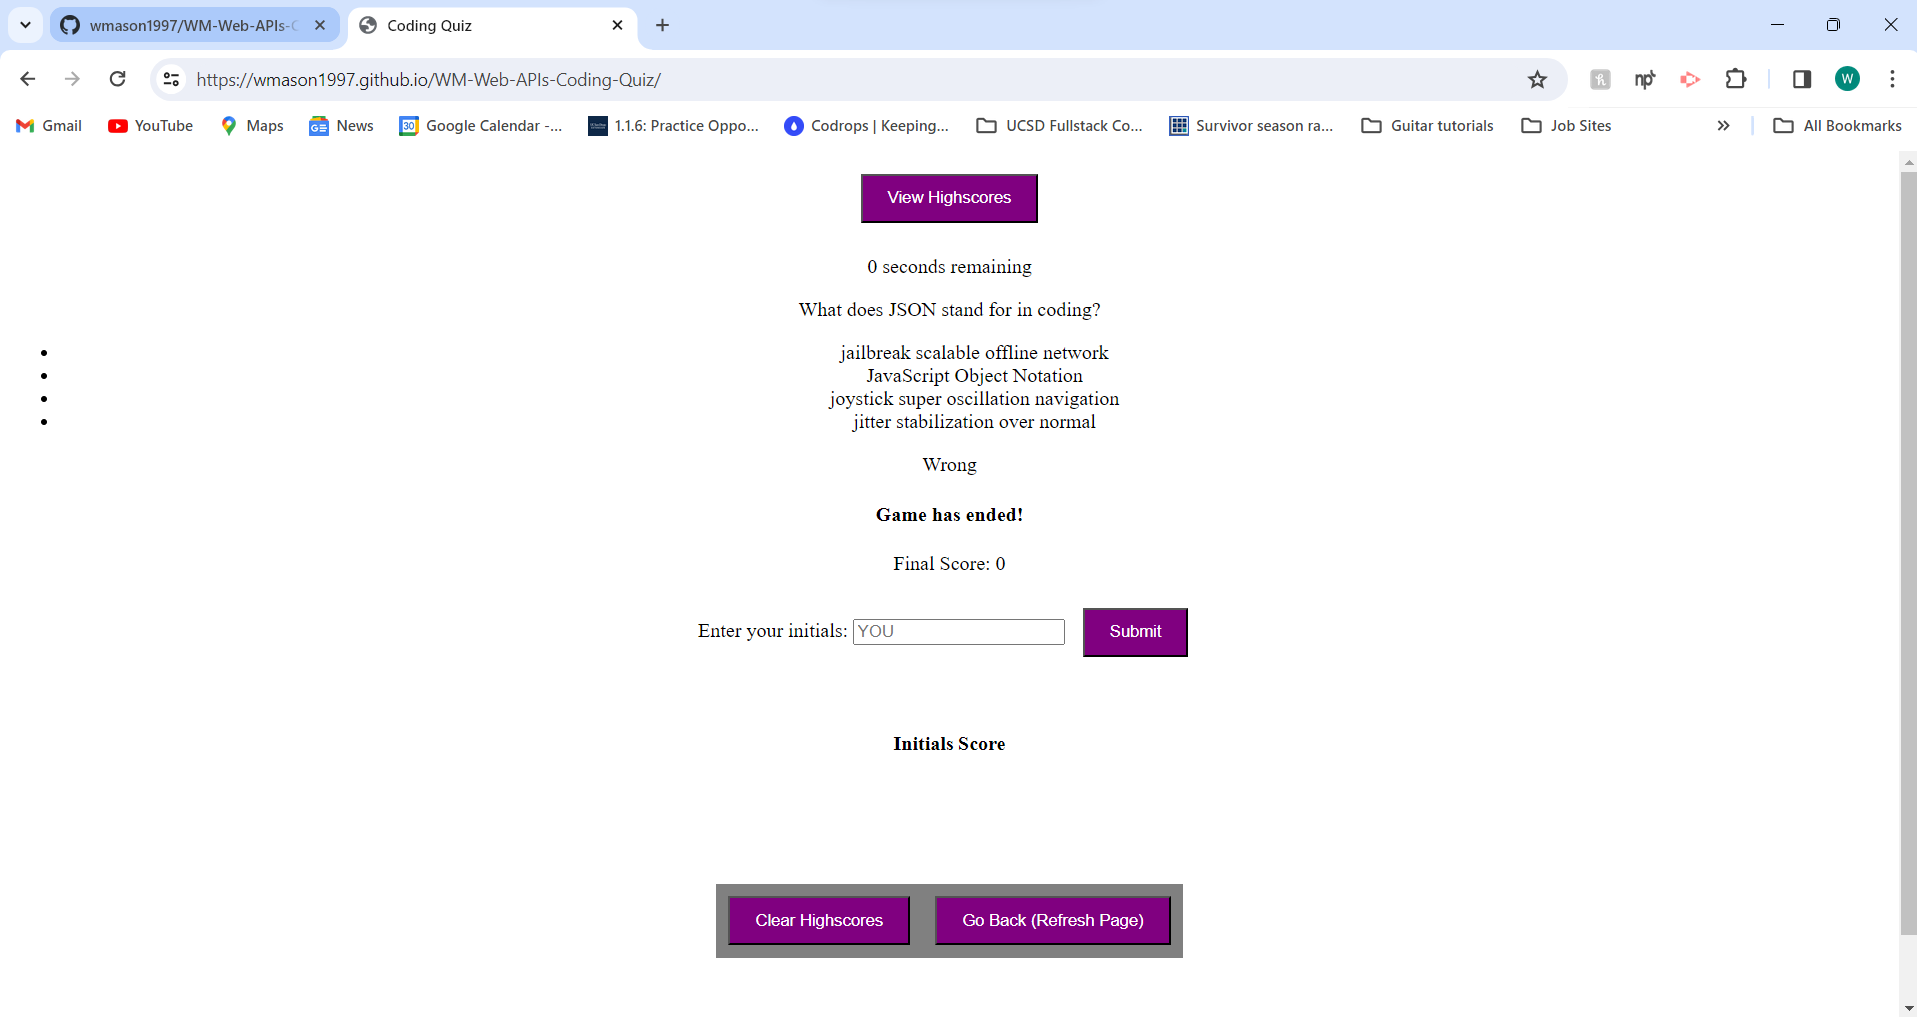 wmason1997/WM-Web-APIs-C
Coding Quiz
https://wmason1997.github.io/WM-Web-APIs-Coding-Quiz/
W
Gmail YouTube Maps News Google Calendar -... 1.1.6: Practice Oppo... Codrops | Keeping... UCSD Fullstack Co... Survivor season ra... Guitar tutorials Job Sites » All Bookmarks
View Highscores
0 seconds remaining
What does JSON stand for in coding?
• jailbreak scalable offline network
• JavaScript Object Notation
• joystick super oscillation navigation
• jitter stabilization over normal
Wrong
Game has ended!
Final Score: 0
Enter your initials: YOU Submit
Initials Score
Clear Highscores Go Back (Refresh Page)